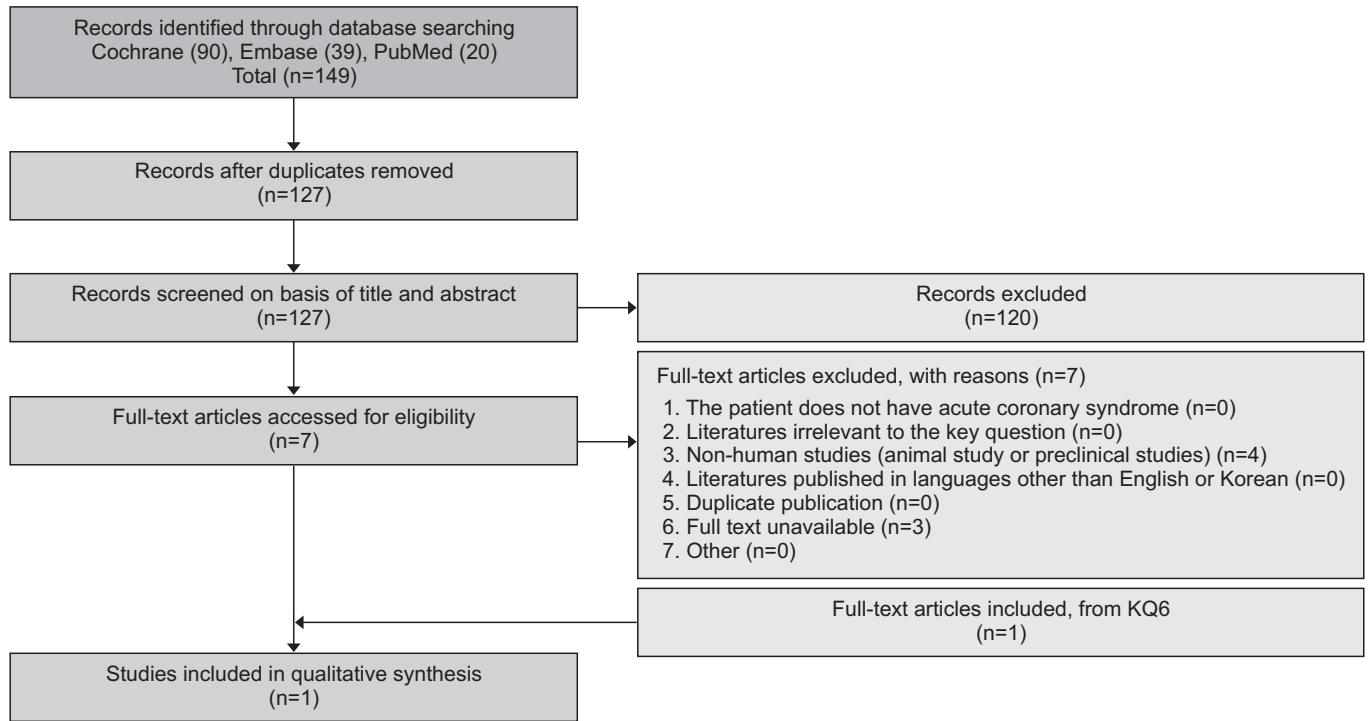 Records identified through database searching
Cochrane (90), Embase (39), PubMed (20)
Total (n=149)
Records after duplicates removed
(n=127)
Records screened on basis of title and abstract
(n=127)
Records excluded
(n=120)
Full-text articles accessed for eligibility
(n=7)
Full-text articles excluded, with reasons (n=7)
1. The patient does not have acute coronary syndrome (n=0)
2. Literatures irrelevant to the key question (n=0)
3. Non-human studies (animal study or preclinical studies) (n=4)
4. Literatures published in languages other than English or Korean (n=0)
5. Duplicate publication (n=0)
6. Full text unavailable (n=3)
7. Other (n=0)
Full-text articles included, from KQ6
(n=1)
Studies included in qualitative synthesis
(n=1)